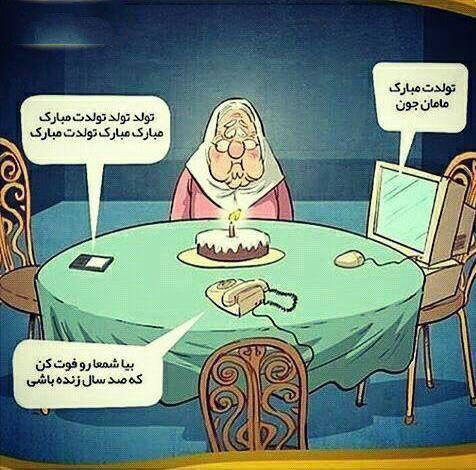 تولدت مبارک
مامان جون
تولد تولد تولدت مبارک
مبارک مبارک تولدت مبارک
بیا شمعا رو فوت کن
که صد سال زنده باشی